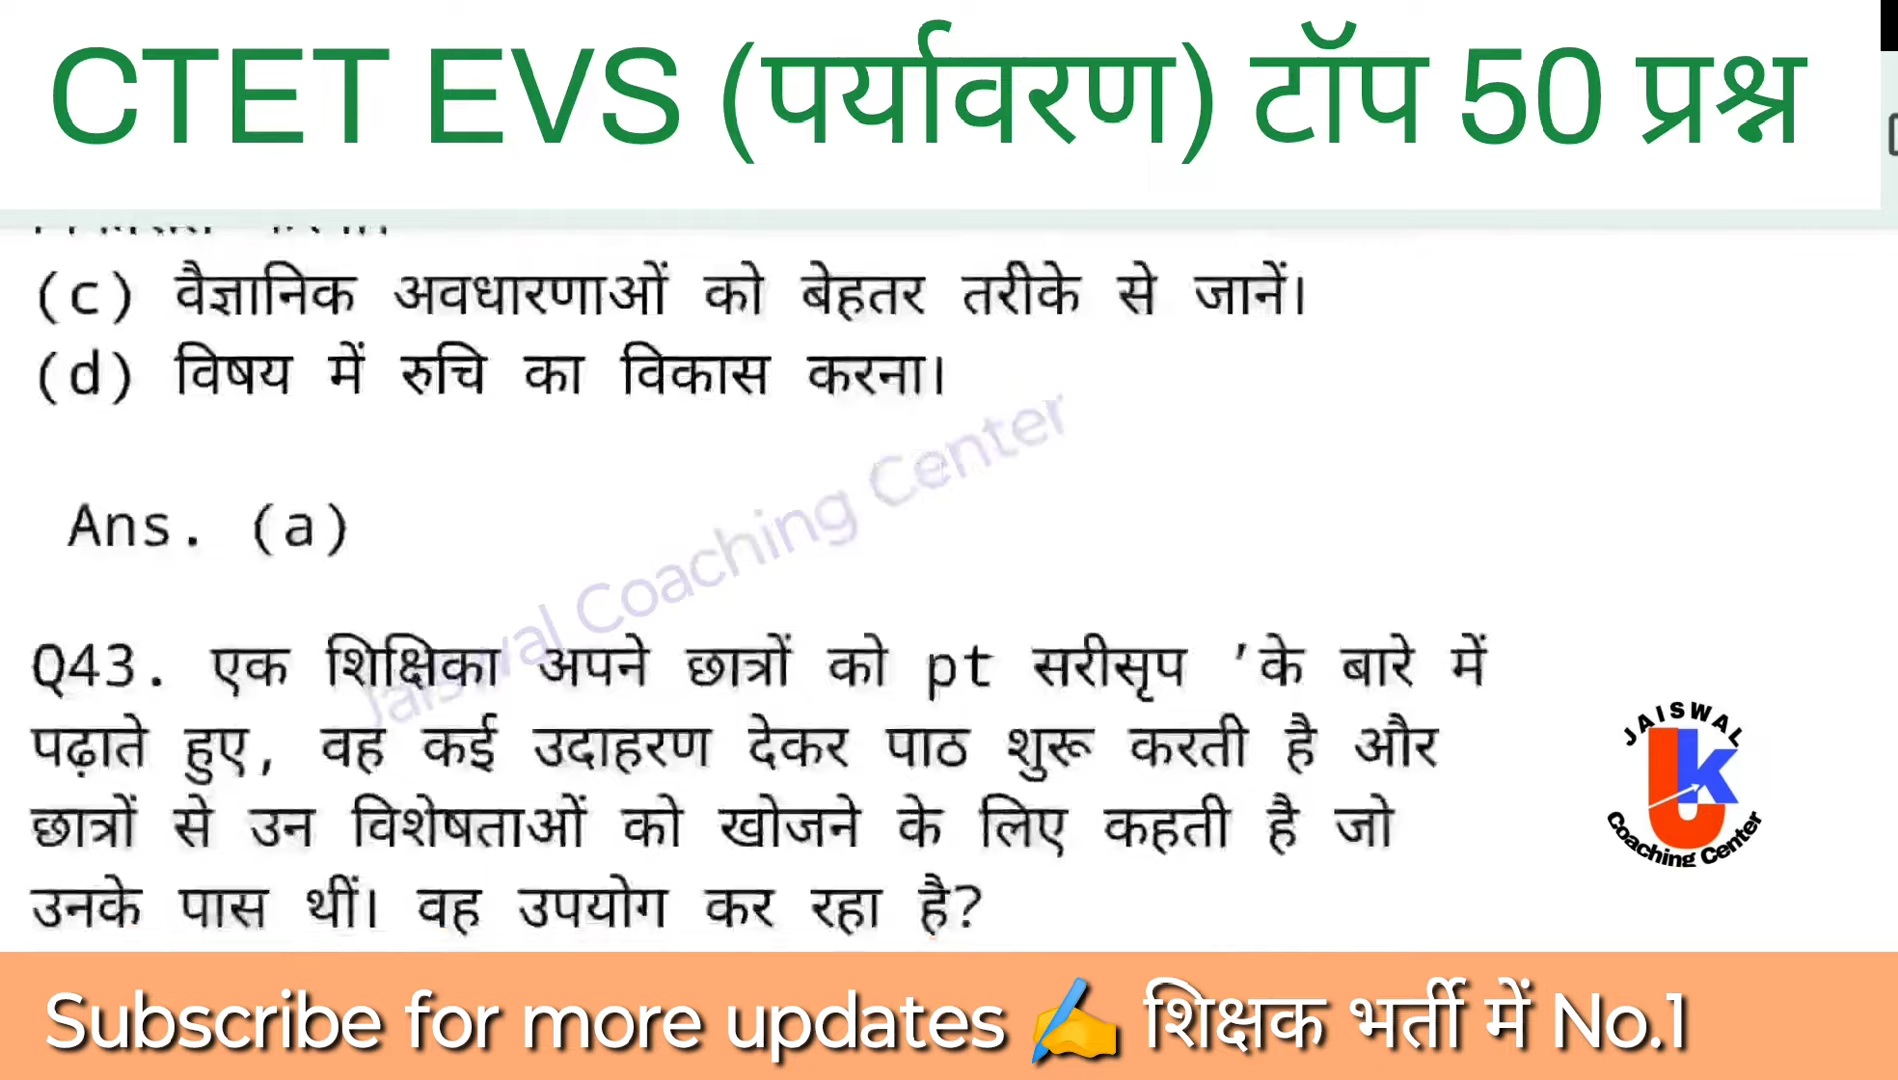 CTET EVS (पर्यावरण) टॉप 50 प्रश्न
(c) वैज्ञानिक अवधारणाओं को बेहतर तरीके से जानें।
(d) विषय में रुचि का विकास करना।
Ans. (a)
Jaiswal Coaching Center
Q43. एक शिक्षिका अपने छात्रों को pt सरीसृप 'के बारे में
पढ़ाते हुए, वह कई उदाहरण देकर पाठ शुरू करती है और
छात्रों से उन विशेषताओं को खोजने के लिए कहती है जो
उनके पास थीं। वह उपयोग कर रहा है?
JAISWAL
JK
Coaching Center
Subscribe for more updates ✍️ शिक्षक भर्ती में No.1